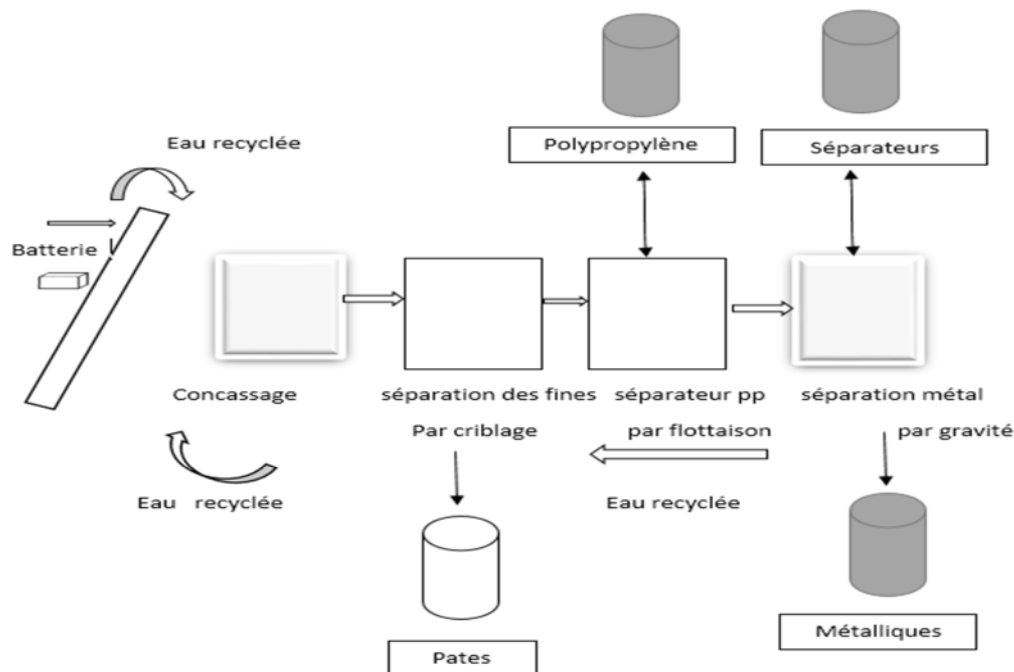 Polypropylène
Séparateurs
Eau recyclée
Batterie
Concassage
séparation des fines
séparateur pp
séparation métal
Par criblage
par flottaison
par gravité
Eau recyclée
Eau recyclée
Métalliques
Pates